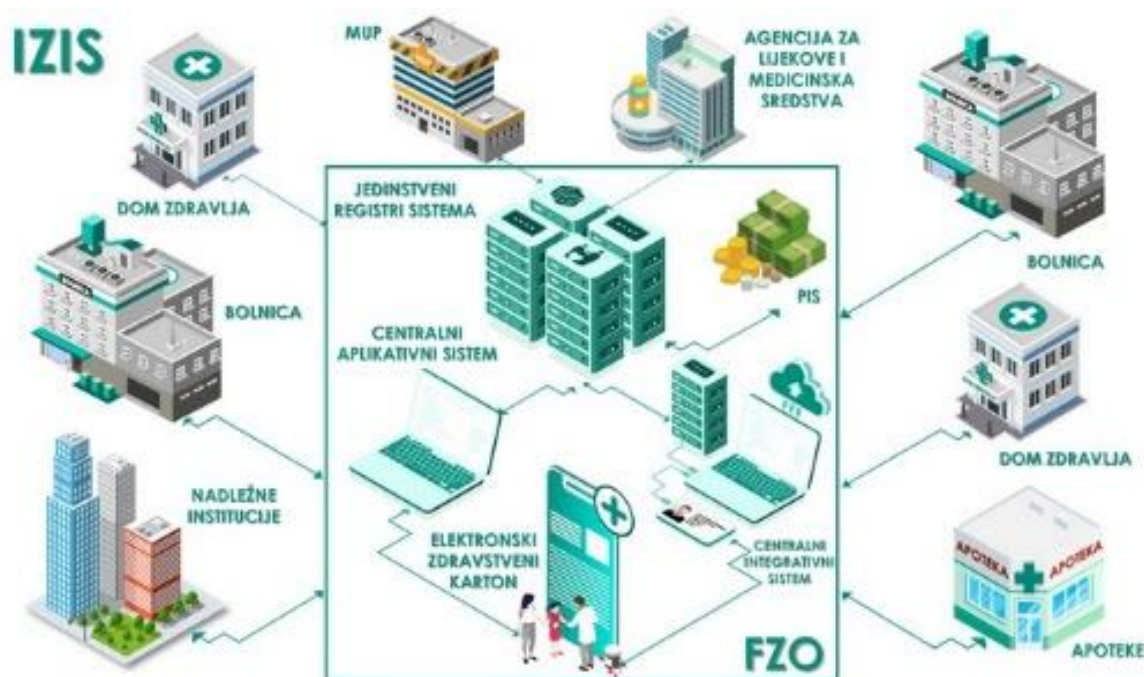 IZIS
MUP
AGENCIJA ZA
LIJEKOVE I
MEDICINSKA
SREDSTVA
DOM ZDRAVLJA
JEDINSTVENI
REGISTRI SISTEMA
BOLNICA
PIS
BOLNICA
CENTRALNI
APLIKATIVNI SISTEM
DOM ZDRAVLJA
NADLEŽNE
INSTITUCIJE
ELEKTRONSKI
ZDRAVSTVENI
KARTON
CENTRALNI
INTEGRATIVNI
SISTEM
APOTEKA
APOTEKA
FZO
APOTEKE